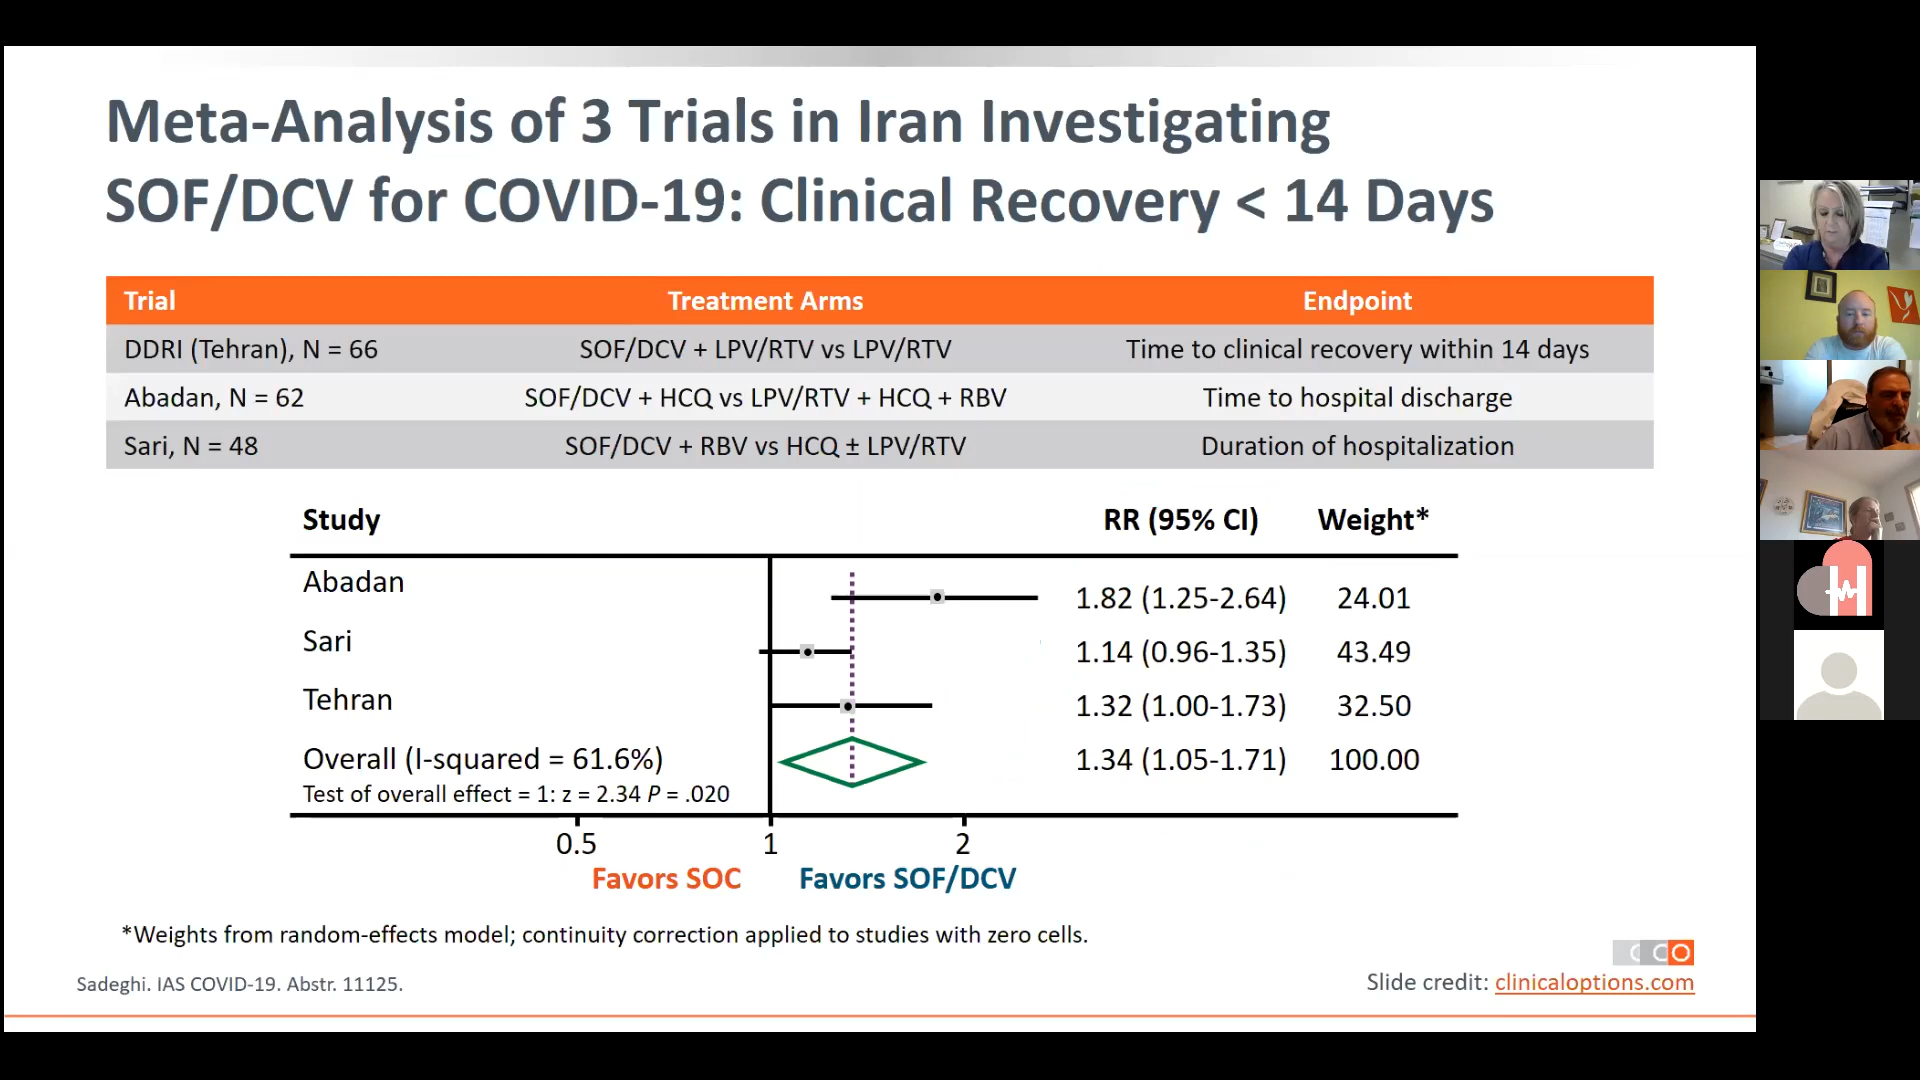 Meta-Analysis of 3 Trials in Iran Investigating
SOF/DCV for COVID-19: Clinical Recovery < 14 Days
Trial Treatment Arms Endpoint
DDRI (Tehran), N = 66 SOF/DCV + LPV/RTV vs LPV/RTV Time to clinical recovery within 14 days
Abadan, N = 62 SOF/DCV + HCQ vs LPV/RTV + HCQ + RBV Time to hospital discharge
Sari, N = 48 SOF/DCV + RBV vs HCQ ± LPV/RTV Duration of hospitalization
Study RR (95% CI) Weight*
Abadan 1.82 (1.25-2.64) 24.01
Sari 1.14 (0.96-1.35) 43.49
Tehran 1.32 (1.00-1.73) 32.50
Overall (I-squared = 61.6%) 1.34 (1.05-1.71) 100.00
Test of overall effect = 1: z = 2.34 P = .020
0.5 1 2
Favors SOC Favors SOF/DCV
*Weights from random-effects model; continuity correction applied to studies with zero cells.
CCO
Sadeghi. IAS COVID-19. Abstr. 11125.
Slide credit: clinicaloptions.com